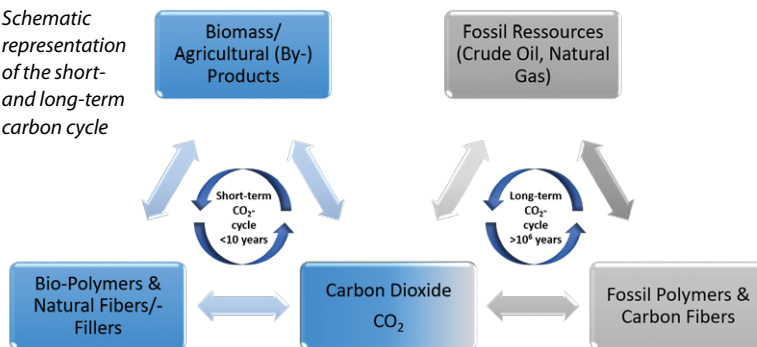 Schematic
representation
of the short-
and long-term
carbon cycle
Biomass/
Agricultural (By-)
Products
Fossil Ressources
(Crude Oil, Natural
Gas)
Short-term
CO₂-
cycle
<10 years
Long-term
CO₂-
cycle
>10⁶ years
Bio-Polymers &
Natural Fibers/-
Fillers
Carbon Dioxide
CO₂
Fossil Polymers &
Carbon Fibers